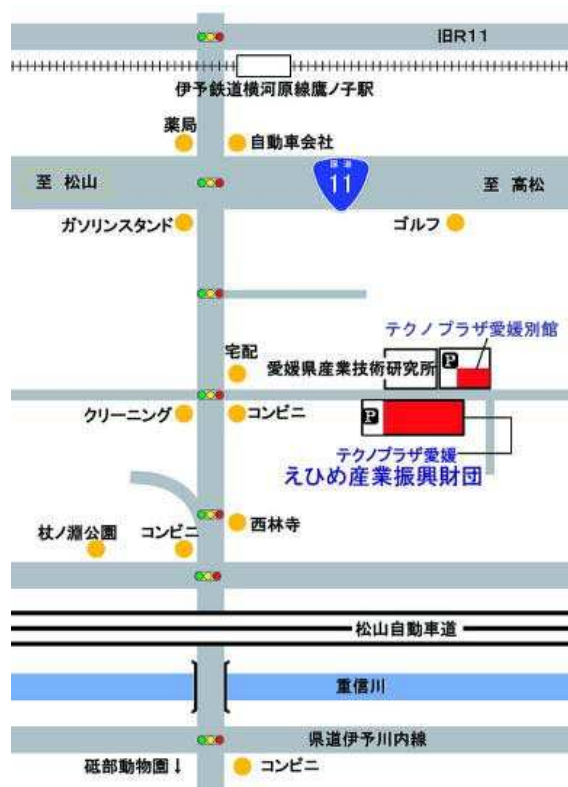 旧R11
伊予鉄道横河原線鷹ノ子駅
薬局
自動車会社
至 松山
国道
11
至 高松
ガソリンスタンド
ゴルフ
テクノプラザ愛媛別館
宅配
愛媛県産業技術研究所
P
クリーニング
コンビニ
P
テクノプラザ愛媛
えひめ産業振興財団
杖ノ淵公園
コンビニ
西林寺
松山自動車道
重信川
県道伊予川内線
砥部動物園↓
コンビニ